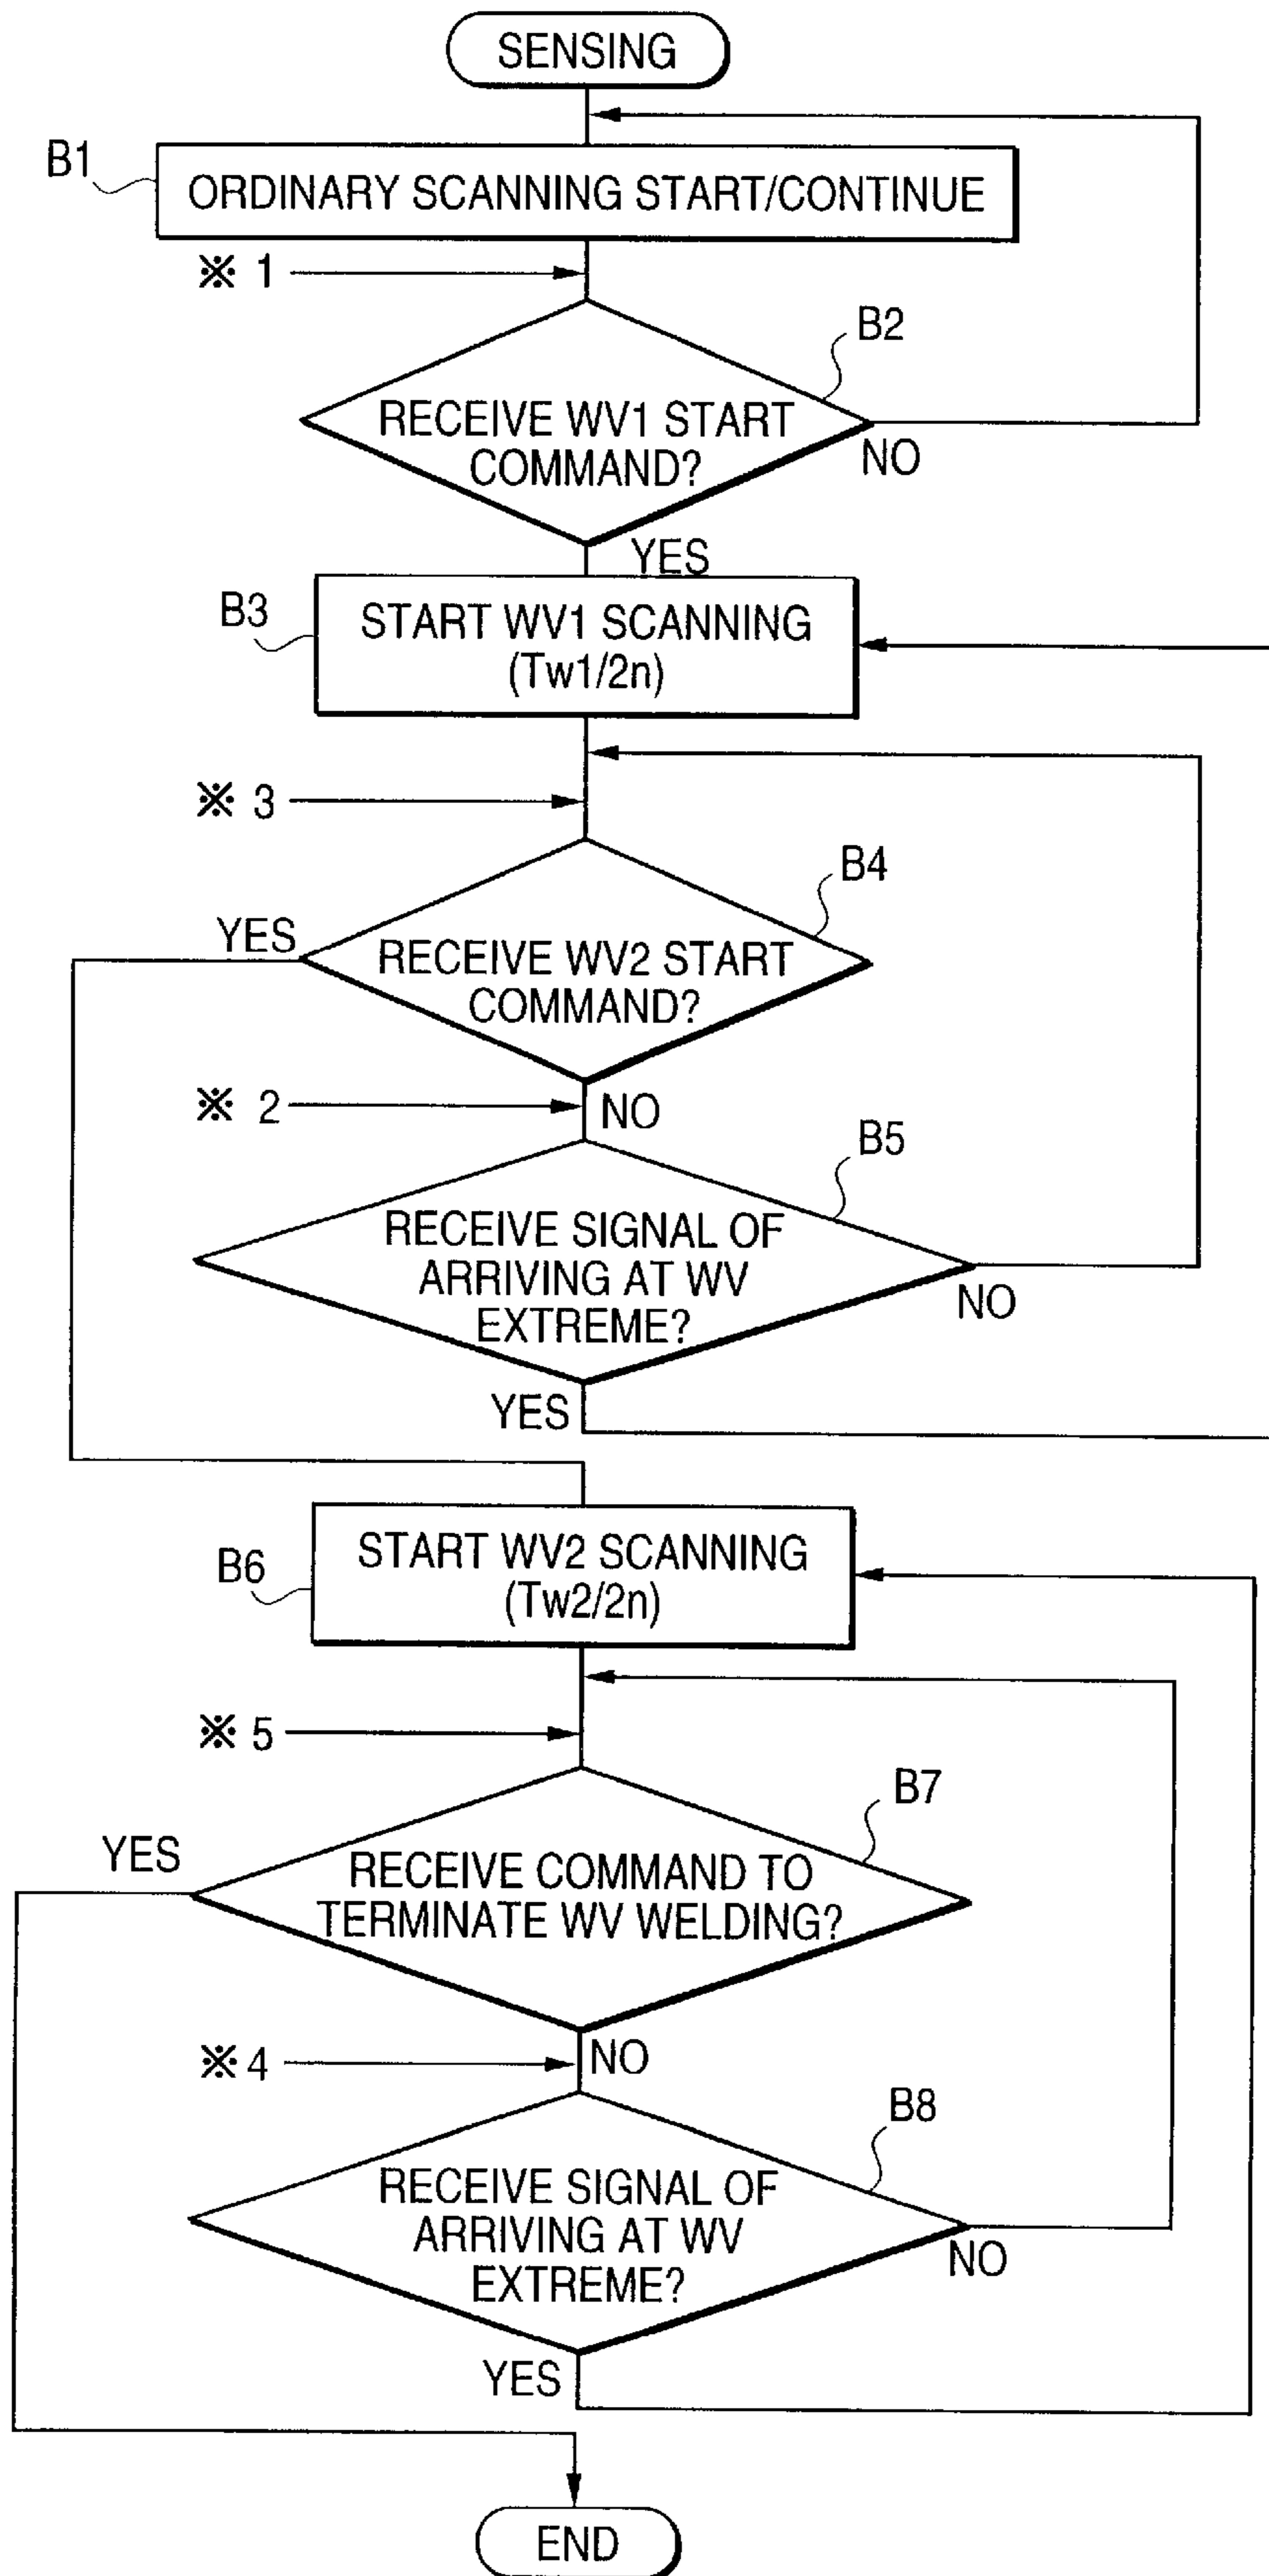 SENSING
B1
ORDINARY SCANNING START/CONTINUE
※ 1
B2
RECEIVE WV1 START
COMMAND?
NO
YES
B3
START WV1 SCANNING
(Tw1/2n)
※ 3
B4
YES
RECEIVE WV2 START
COMMAND?
※ 2
NO
B5
RECEIVE SIGNAL OF
ARRIVING AT WV
EXTREME?
NO
YES
B6
START WV2 SCANNING
(Tw2/2n)
※ 5
B7
YES
RECEIVE COMMAND TO
TERMINATE WV WELDING?
※ 4
NO
B8
RECEIVE SIGNAL OF
ARRIVING AT WV
EXTREME?
NO
YES
END